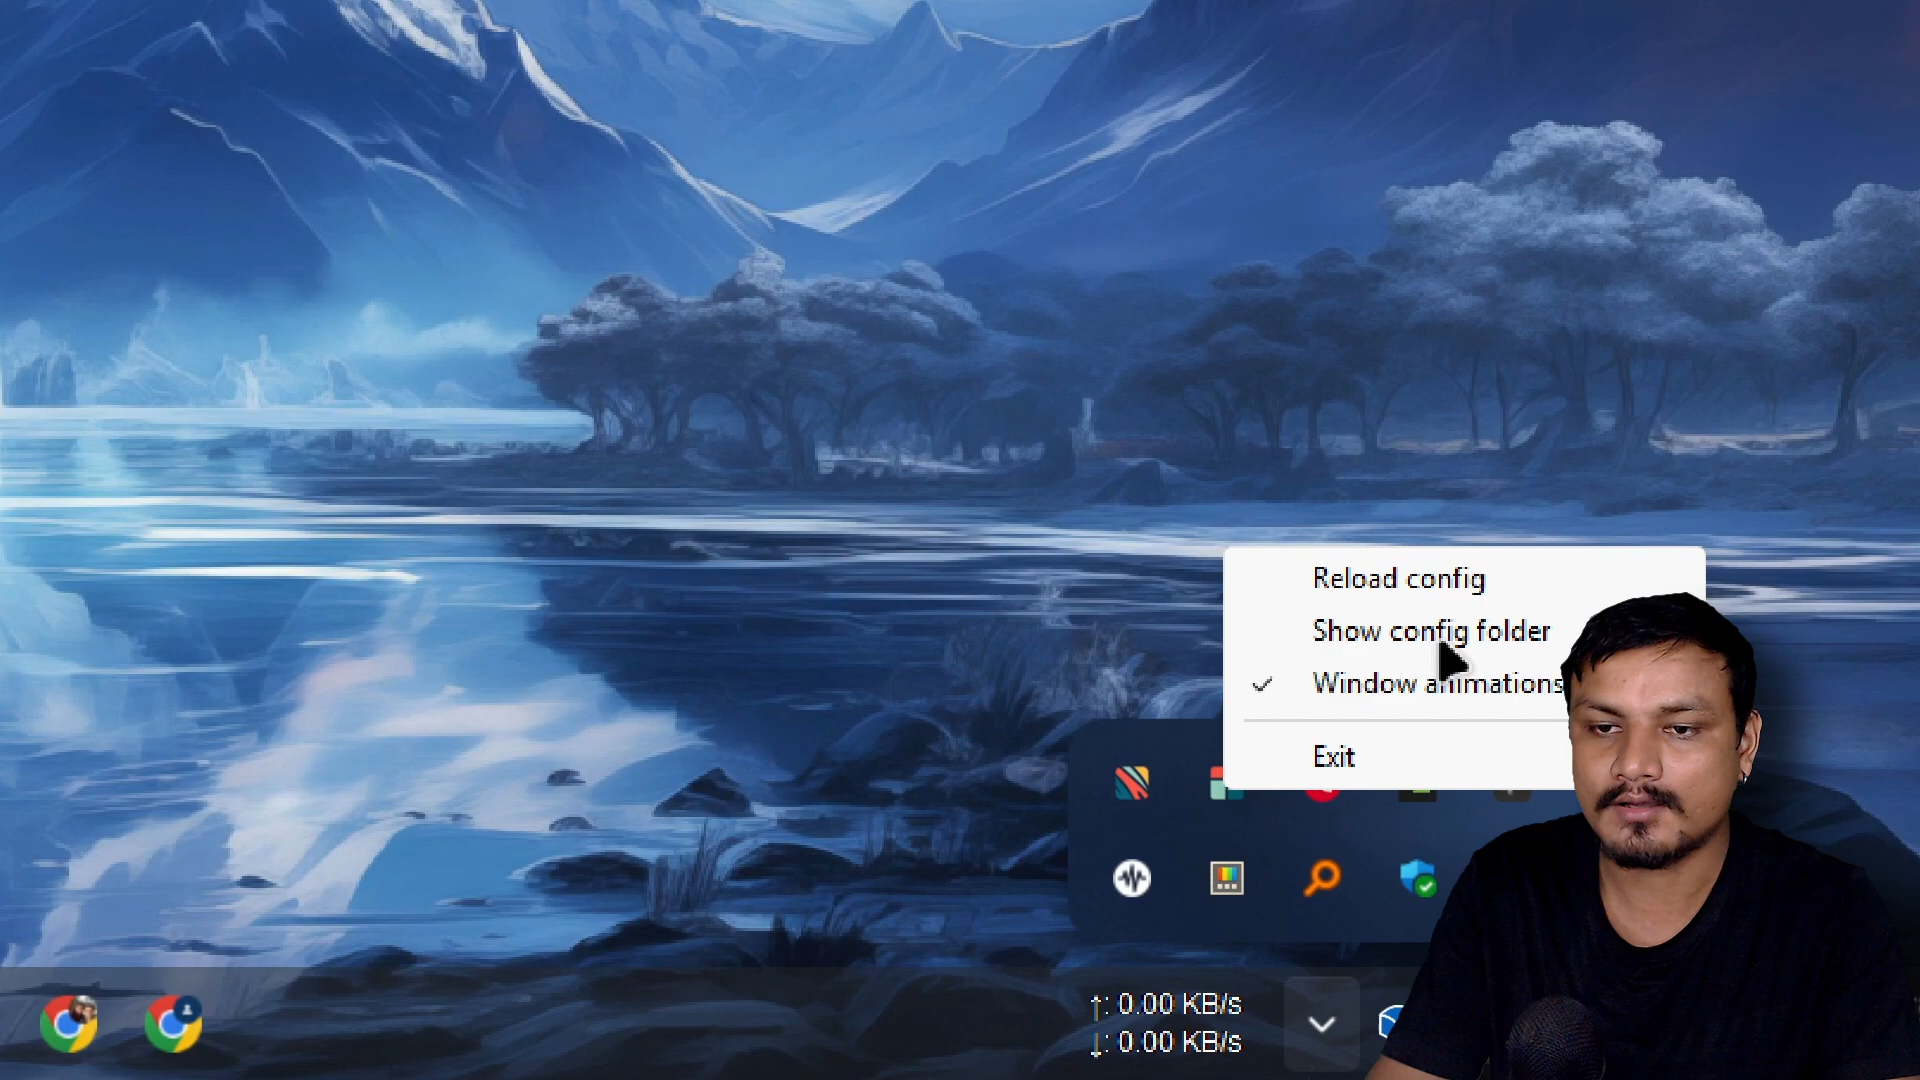 Reload config
Show config folder
Window animations
Exit
↑: 0.00 KB/s
↓: 0.00 KB/s